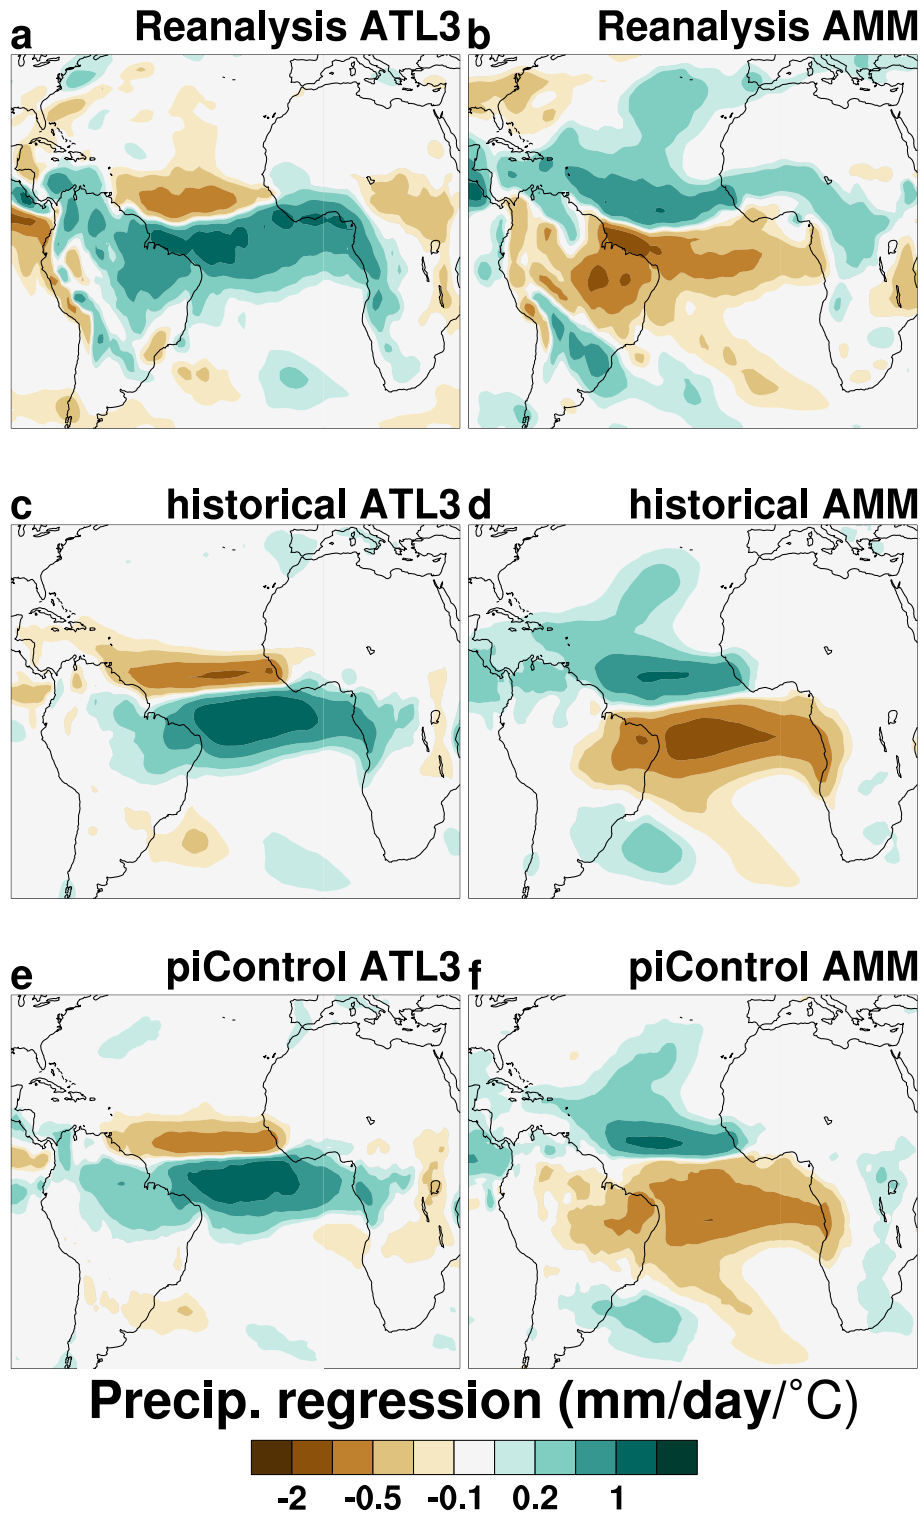 a Reanalysis ATL3 b Reanalysis AMM
c historical ATL3 d historical AMM
e piControl ATL3 f piControl AMM
Precip. regression (mm/day/°C)
-2 -0.5 -0.1 0.2 1